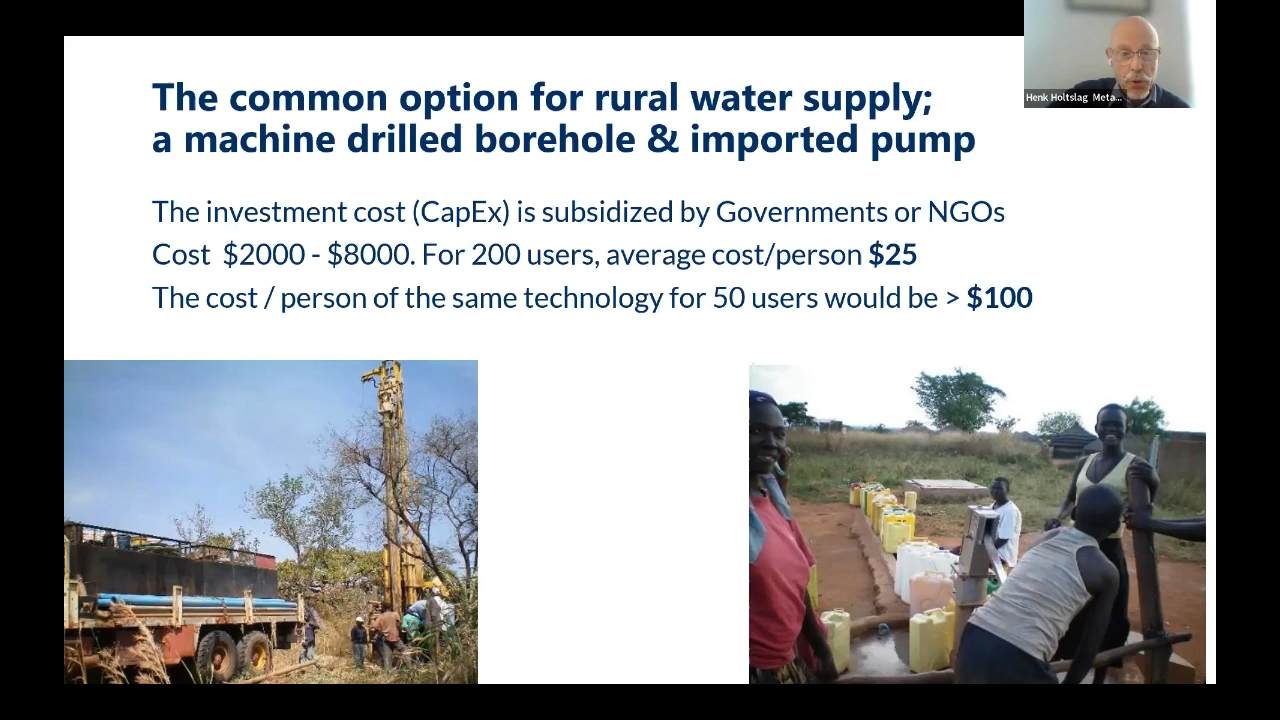 The common option for rural water supply;
a machine drilled borehole & imported pump
The investment cost (CapEx) is subsidized by Governments or NGOs
Cost $2000 - $8000. For 200 users, average cost/person $25
The cost / person of the same technology for 50 users would be > $100
Henk Holtslag Meta...